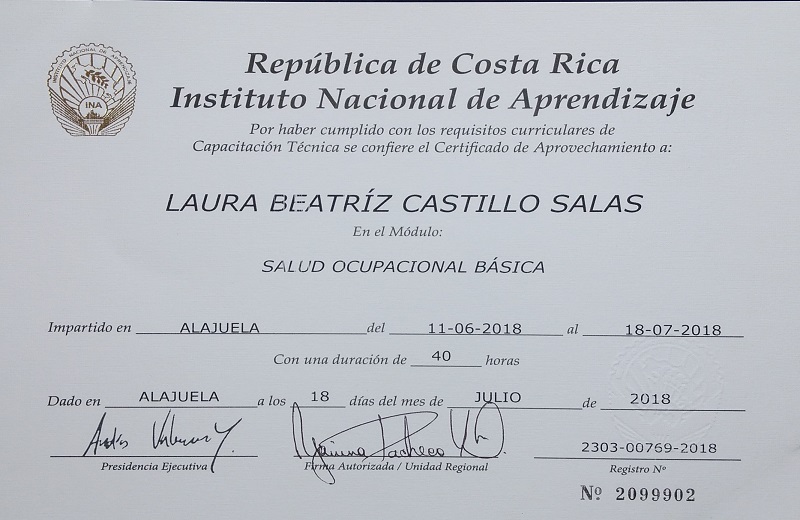 INSTITUTO NACIONAL DE APRENDIZAJE
INA
República de Costa Rica
Instituto Nacional de Aprendizaje
Por haber cumplido con los requisitos curriculares de
Capacitación Técnica se confiere el Certificado de Aprovechamiento a:
LAURA BEATRÍZ CASTILLO SALAS
En el Módulo:
SALUD OCUPACIONAL BÁSICA
Impartido en ALAJUELA del 11-06-2018 al 18-07-2018
Con una duración de 40 horas
Dado en ALAJUELA a los 18 días del mes de JULIO de 2018
Pacheco
2303-00769-2018
Presidencia Ejecutiva Firma Autorizada / Unidad Regional Registro Nº
Nº 2099902